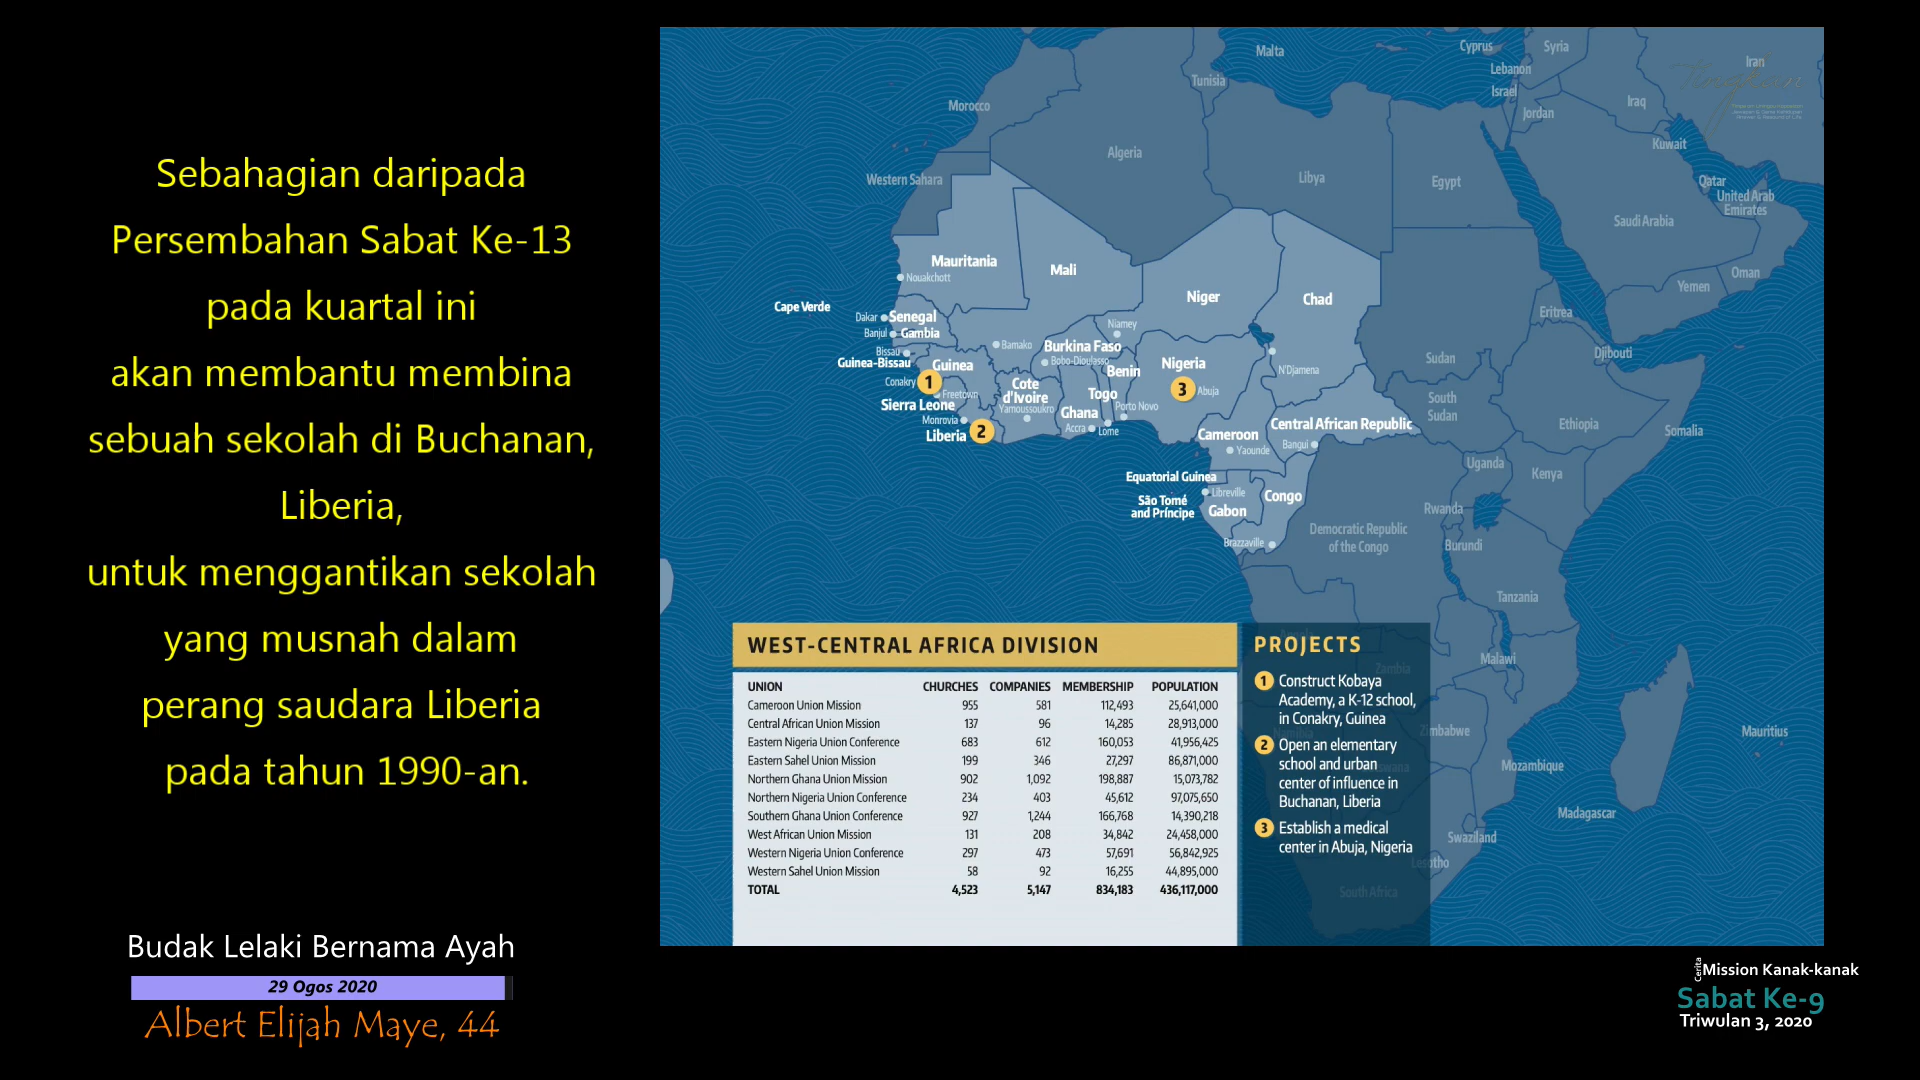 Sebahagian daripada
Persembahan Sabat Ke-13
pada kuartal ini
akan membantu membina
sebuah sekolah di Buchanan,
Liberia,
untuk menggantikan sekolah
yang musnah dalam
perang saudara Liberia
pada tahun 1990-an.
Budak Lelaki Bernama Ayah
29 Ogos 2020
Albert Elijah Maye, 44
Malta
Cyprus
Syria
Lebanon
Iran
Tunisia
Israel
Iraq
Morocco
Jordan
Kuwait
Algeria
Western Sahara
Libya
Egypt
Qatar
United Arab
Emirates
Saudi Arabia
Mauritania
Nouakchott
Mali
Oman
Yemen
Niger
Chad
Cape Verde
Dakar
Senegal
Eritrea
Banjul
Gambia
Niamey
Bamako
Burkina Faso
Bissau
Guinea-Bissau
Bobo-Dioulasso
Sudan
Djibouti
Guinea
Nigeria
Benin
N'Djamena
Conakry
1
Cote
d'Ivoire
Togo
3
Abuja
Freetown
South
Sudan
Sierra Leone
Yamoussoukro
Ghana
Porto Novo
Monrovia
Accra
Lome
Central African Republic
Ethiopia
Somalia
Liberia
2
Cameroon
Yaounde
Bangui
Uganda
Kenya
Equatorial Guinea
Libreville
São Tomé
and Príncipe
Gabon
Congo
Rwanda
Democratic Republic
of the Congo
Brazzaville
Burundi
Tanzania
Zambia
Malawi
Namibia
Zimbabwe
Mauritius
Mozambique
Madagascar
Swaziland
Lesotho
South Africa
WEST-CENTRAL AFRICA DIVISION
UNION CHURCHES COMPANIES MEMBERSHIP POPULATION
Cameroon Union Mission 955 581 112,493 25,641,000
Central African Union Mission 137 96 14,285 28,913,000
Eastern Nigeria Union Conference 683 612 160,053 41,956,425
Eastern Sahel Union Mission 199 346 27,297 86,871,000
Northern Ghana Union Mission 902 1,092 198,887 15,073,782
Northern Nigeria Union Conference 234 403 45,612 97,075,650
Southern Ghana Union Conference 927 1,244 166,768 14,390,218
West African Union Mission 131 208 34,842 24,458,000
Western Nigeria Union Conference 297 473 57,691 56,842,925
Western Sahel Union Mission 58 92 16,255 44,895,000
TOTAL 4,523 5,147 834,183 436,117,000
PROJECTS
1 Construct Kobaya
Academy, a K-12 school,
in Conakry, Guinea
2 Open an elementary
school and urban
center of influence in
Buchanan, Liberia
3 Establish a medical
center in Abuja, Nigeria
Cerita
Mission Kanak-kanak
Sabat Ke-9
Triwulan 3, 2020